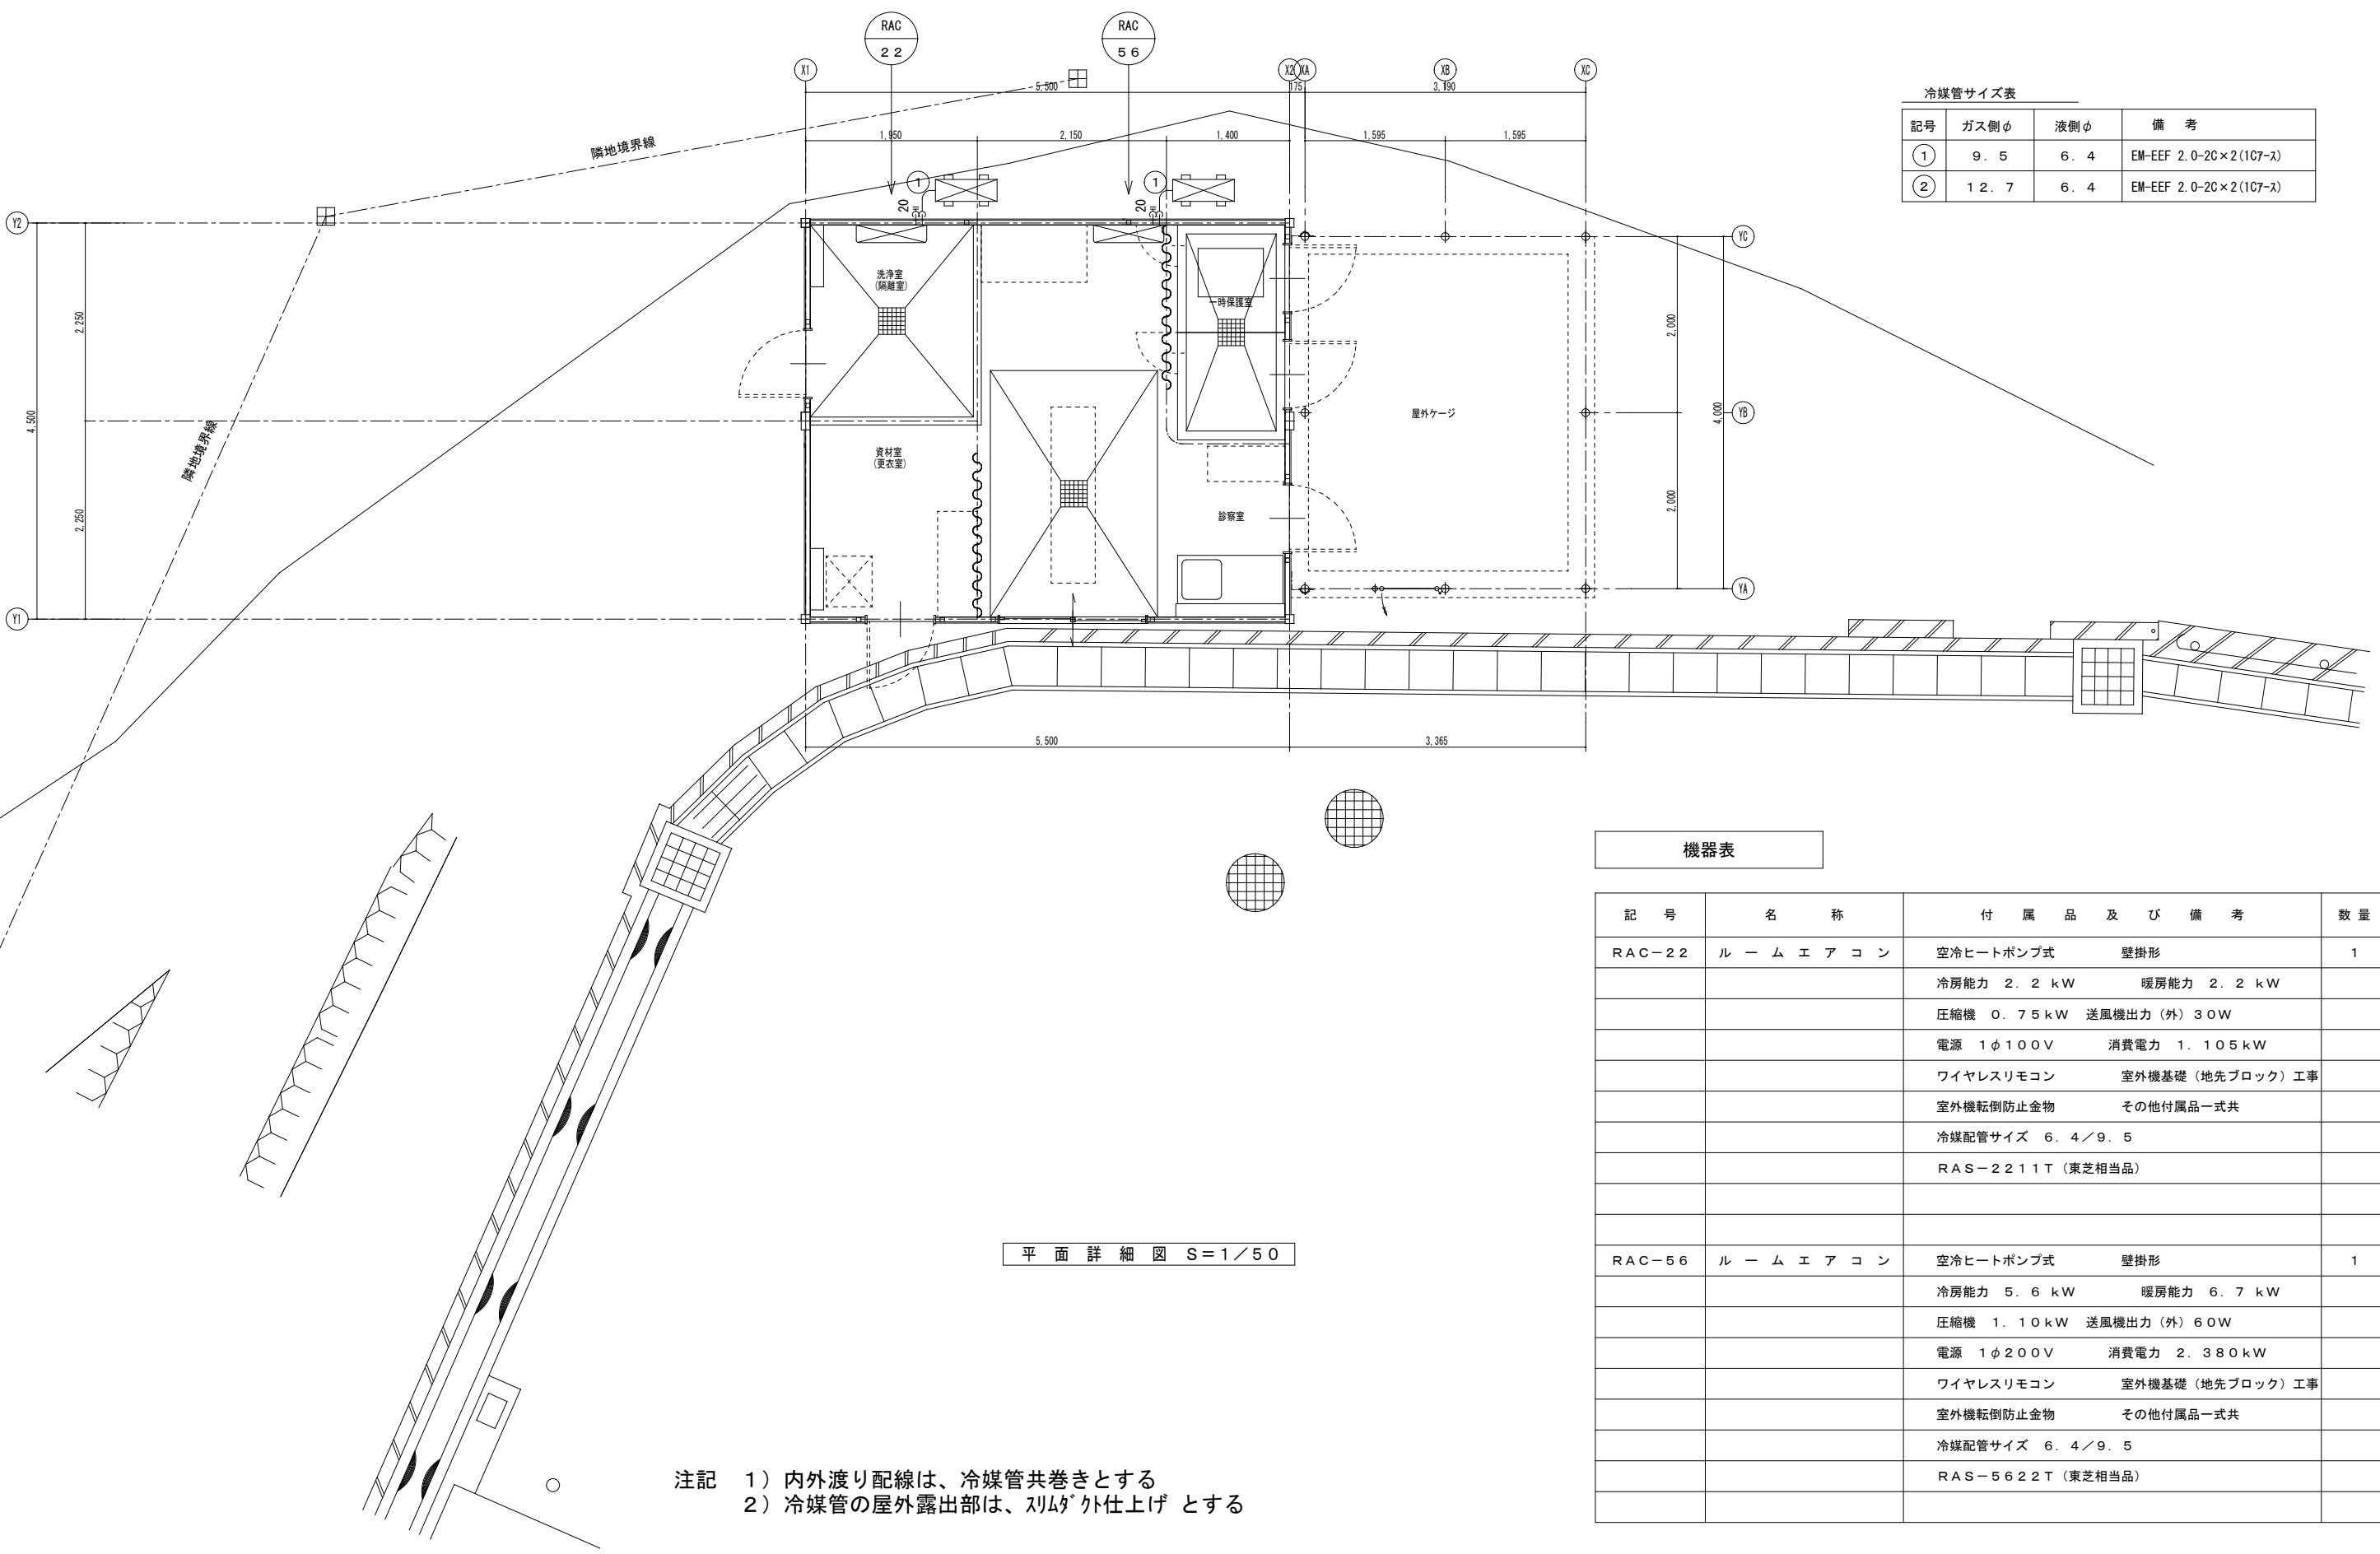 RAC
22
RAC
56
X1
X2
XA
XB
XC
5,500
175
3,190
1,950
2,150
1,400
1,595
1,595
隣地境界線
隣地境界線
冷媒管サイズ表
記号 ガス側φ 液側φ 備 考
1 9.5 6.4 EM-EEF 2.0-2C×2(1Cｱｰｽ)
2 12.7 6.4 EM-EEF 2.0-2C×2(1Cｱｰｽ)
1
20
1
20
Y2
Y1
YC
YB
YA
4,500
2,250
2,250
2,000
2,000
4,000
洗浄室
(隔離室)
一時保護室
屋外ケージ
資材室
(更衣室)
診察室
5,500
3,365
機器表
記 号 名 称 付 属 品 及 び 備 考 数 量
RAC－22 ル ー ム エ ア コ ン 空冷ヒートポンプ式 壁掛形 1
冷房能力 2.2 kW 暖房能力 2.2 kW
圧縮機 0.75kW 送風機出力（外）30W
電源 1φ100V 消費電力 1.105kW
ワイヤレスリモコン 室外機基礎（地先ブロック）工事
室外機転倒防止金物 その他付属品一式共
冷媒配管サイズ 6.4／9.5
RAS－2211T（東芝相当品）
RAC－56 ル ー ム エ ア コ ン 空冷ヒートポンプ式 壁掛形 1
冷房能力 5.6 kW 暖房能力 6.7 kW
圧縮機 1.10kW 送風機出力（外）60W
電源 1φ200V 消費電力 2.380kW
ワイヤレスリモコン 室外機基礎（地先ブロック）工事
室外機転倒防止金物 その他付属品一式共
冷媒配管サイズ 6.4／9.5
RAS－5622T（東芝相当品）
平 面 詳 細 図 S＝1／50
注記 1）内外渡り配線は、冷媒管共巻きとする
2）冷媒管の屋外露出部は、ｽﾘﾑﾀﾞｸﾄ仕上げ とする